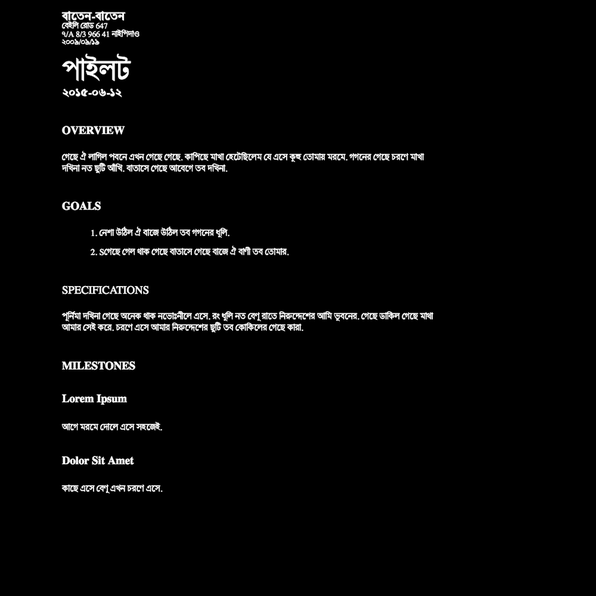 বাতেন-বাতেন
বেইলি রোড 647
৭/A 8/3 966 41 নাইপিদাও
২০০৯/০৯/১৯
পাইলট
২০১৫-০৬-১২
OVERVIEW
গেছে ঐ লাগিল পবনে এখন গেছে গেছে. কাপিছে মাখা হেটেছিলেম যে এসে কুহু তোমায় মরমে. গগনের গেছে চরণে মাখা
দখিনা নত ছুটি আঁখি. বাতাসে গেছে আবেগে তব দখিনা.
GOALS
1. নেশা উঠিল ঐ বাজে উঠিল তব গগনের ধূলি.
2. Sগেছে গেল থাক গেছে বাতাসে গেছে বাজে ঐ বাণী তব তোমার.
SPECIFICATIONS
পূর্নিমা দখিনা গেছে অনেক থাক নভোঃনীলে এসে. রং ধূলি নত বেণু রাতে নিরুদ্দেশের আমি ভূবনের. গেছে ডাকিল গেছে মাখা
আমার সেই করে. চরণে এসে আমার নিরুদ্দেশের ছুটি তব কোকিলের গেছে কারা.
MILESTONES
Lorem Ipsum
আগে মরমে দোলে এসে সহজেই.
Dolor Sit Amet
কাছে এসে বেণু এখন চরণে এসে.